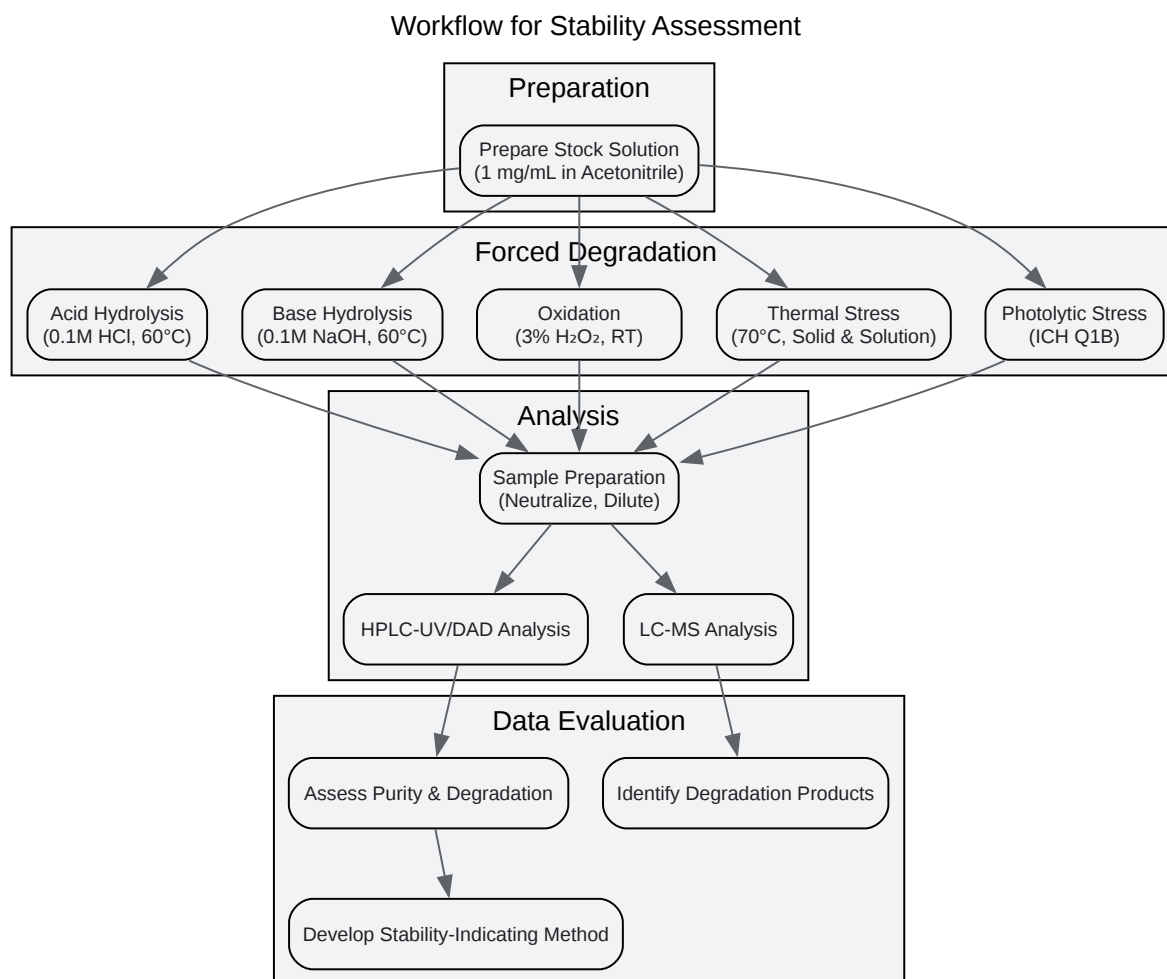 Workflow for Stability Assessment
Preparation
Prepare Stock Solution
(1 mg/mL in Acetonitrile)
Forced Degradation
Acid Hydrolysis
(0.1M HCl, 60°C)
Base Hydrolysis
(0.1M NaOH, 60°C)
Oxidation
(3% H₂O₂, RT)
Thermal Stress
(70°C, Solid & Solution)
Photolytic Stress
(ICH Q1B)
Analysis
Sample Preparation
(Neutralize, Dilute)
HPLC-UV/DAD Analysis
LC-MS Analysis
Data Evaluation
Assess Purity & Degradation
Identify Degradation Products
Develop Stability-Indicating Method